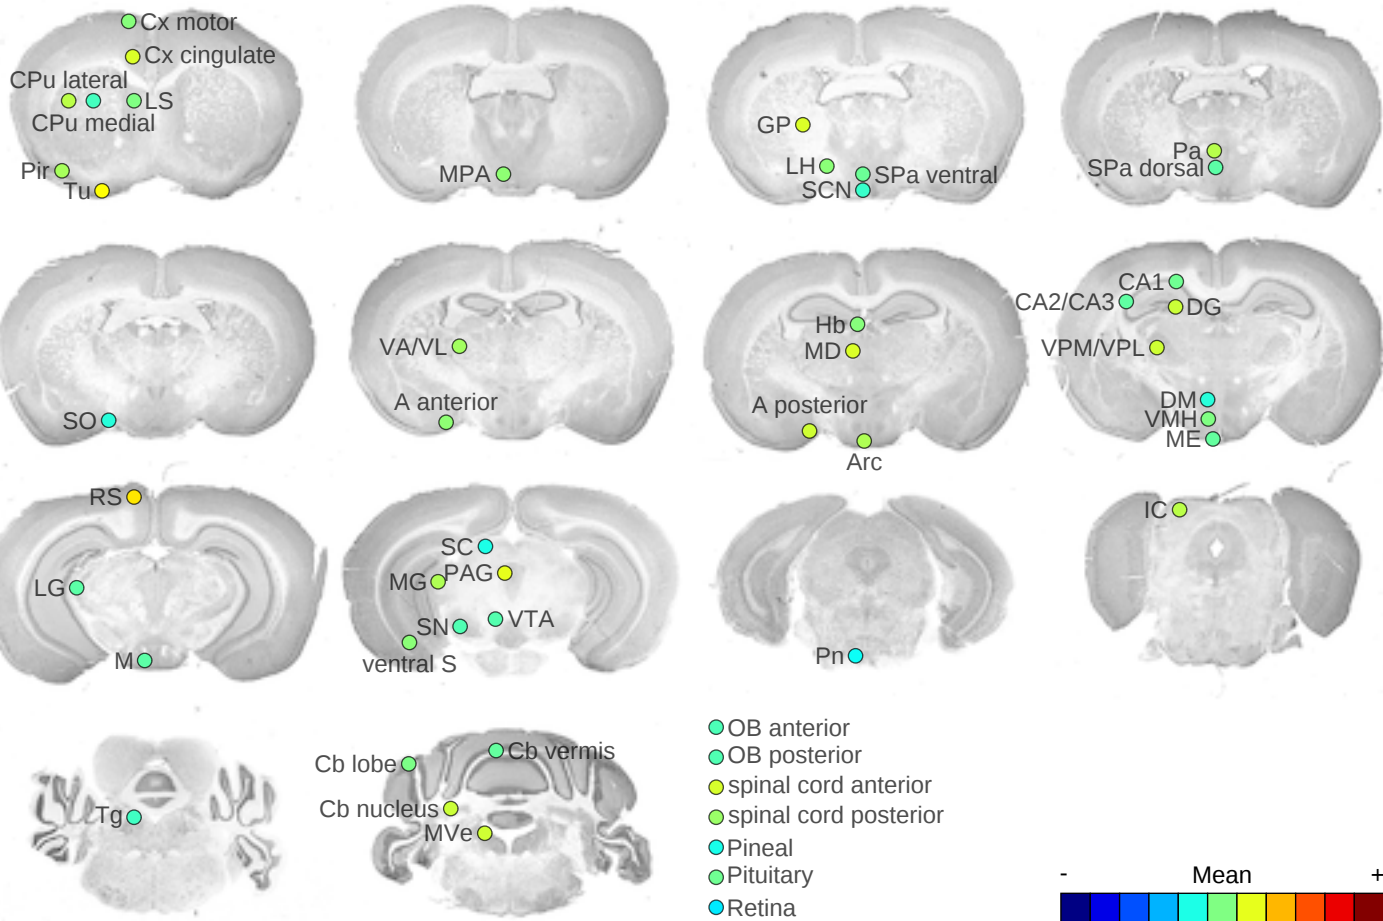 Cx motor
Cx cingulate
CPu lateral
LS
CPu medial
Pir
Tu
MPA
GP
LH
SPa ventral
SCN
Pa
SPa dorsal
SO
VA/VL
A anterior
Hb
MD
A posterior
Arc
CA1
CA2/CA3
DG
VPM/VPL
DM
VMH
ME
RS
LG
M
SC
PAG
MG
SN
VTA
ventral S
Pn
IC
Tg
Cb lobe
Cb vermis
Cb nucleus
MVe
OB anterior
OB posterior
spinal cord anterior
spinal cord posterior
Pineal
Pituitary
Retina
- Mean +